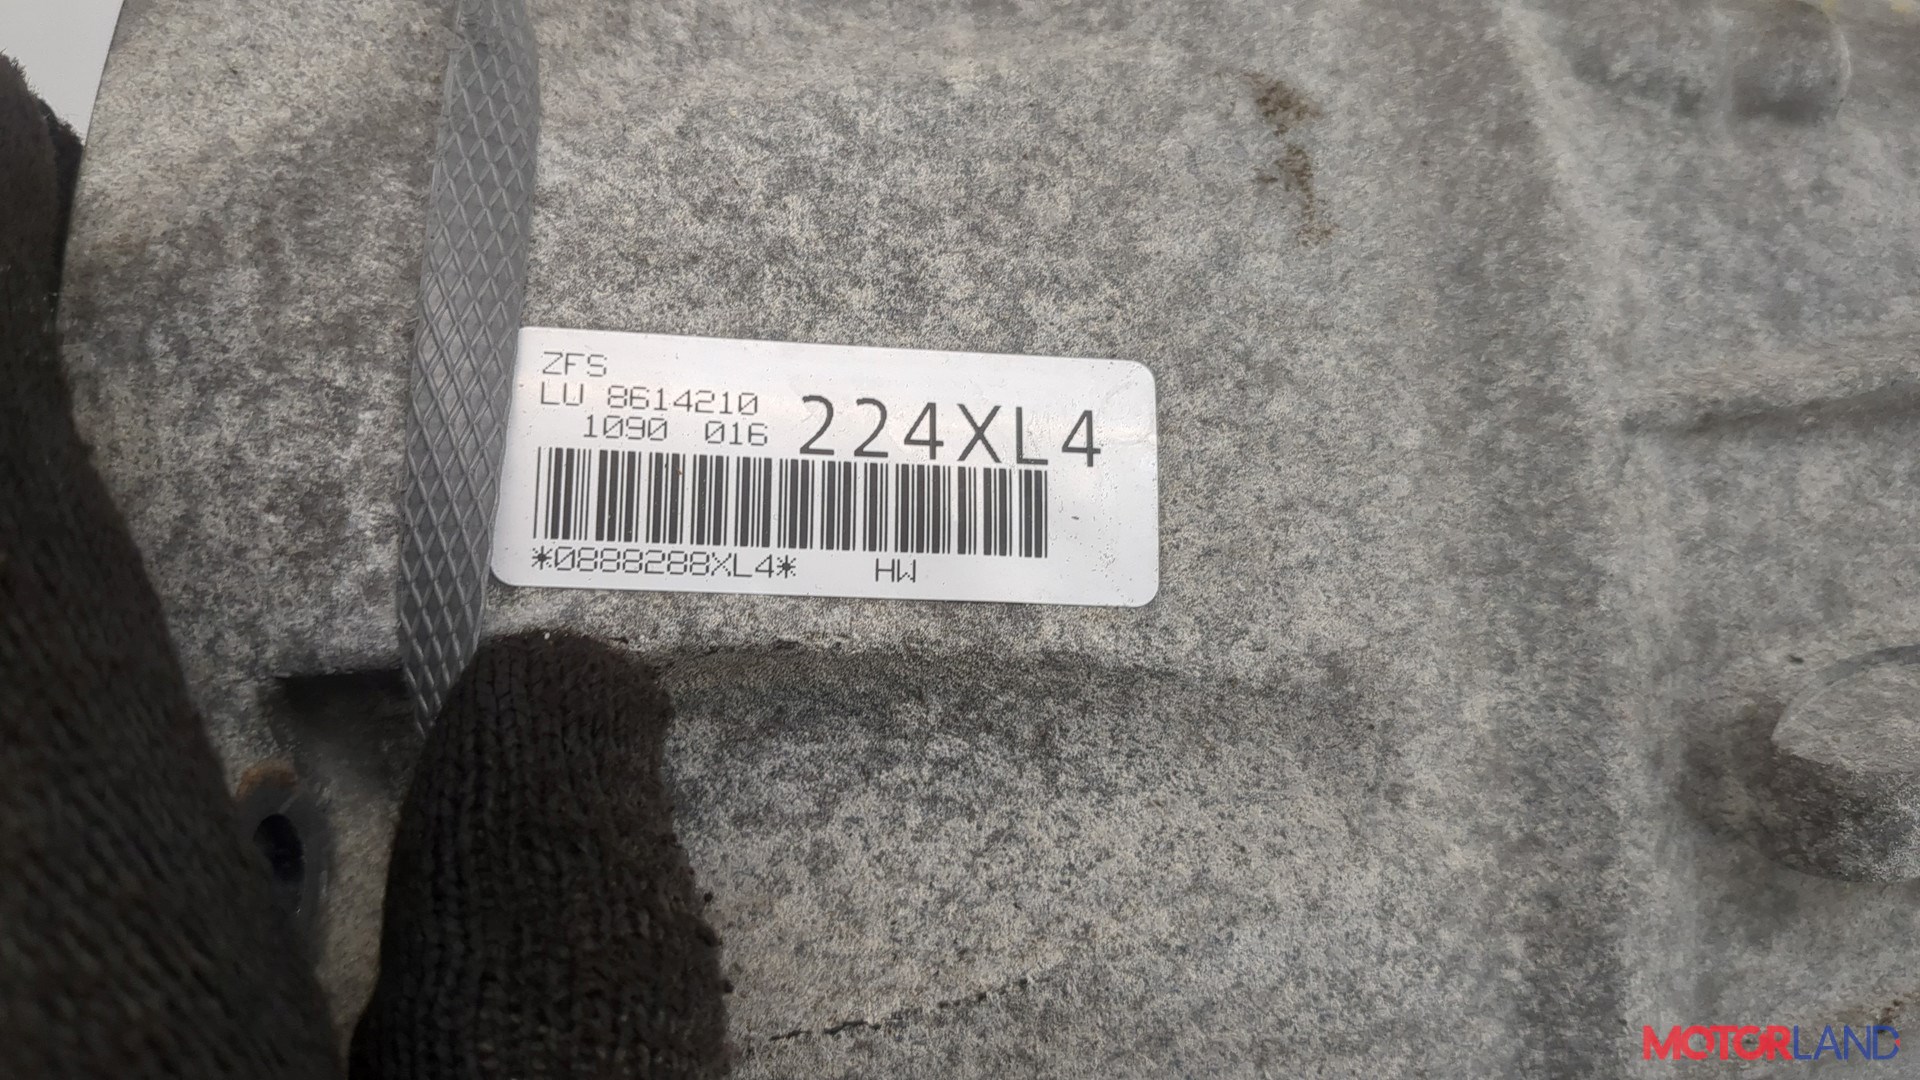 ZFS
LU 8614210
1090 016
224XL4
*0888288XL4* HW
MOTORLAND